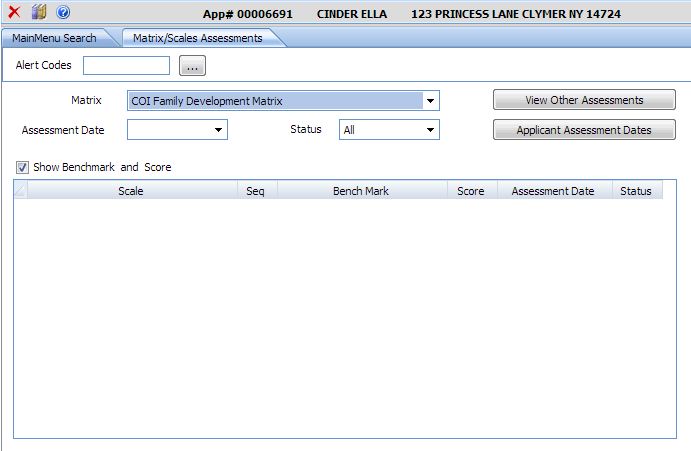 App# 00006691 CINDER ELLA 123 PRINCESS LANE CLYMER NY 14724
MainMenu Search Matrix/Scales Assessments
Alert Codes ...
Matrix COI Family Development Matrix View Other Assessments
Assessment Date Status All Applicant Assessment Dates
Show Benchmark and Score
Scale Seq Bench Mark Score Assessment Date Status